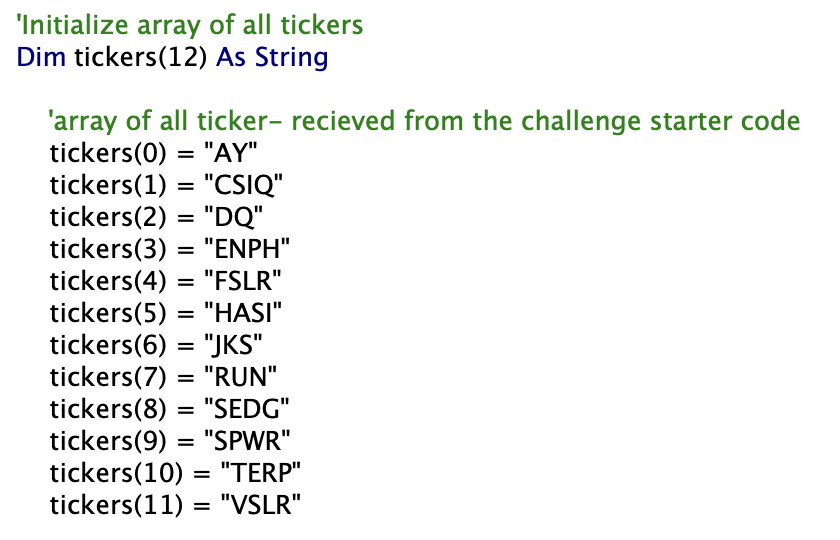 'Initialize array of all tickers
Dim tickers(12) As String
'array of all ticker– recieved from the challenge starter code
tickers(0) = "AY"
tickers(1) = "CSIQ"
tickers(2) = "DQ"
tickers(3) = "ENPH"
tickers(4) = "FSLR"
tickers(5) = "HASI"
tickers(6) = "JKS"
tickers(7) = "RUN"
tickers(8) = "SEDG"
tickers(9) = "SPWR"
tickers(10) = "TERP"
tickers(11) = "VSLR"